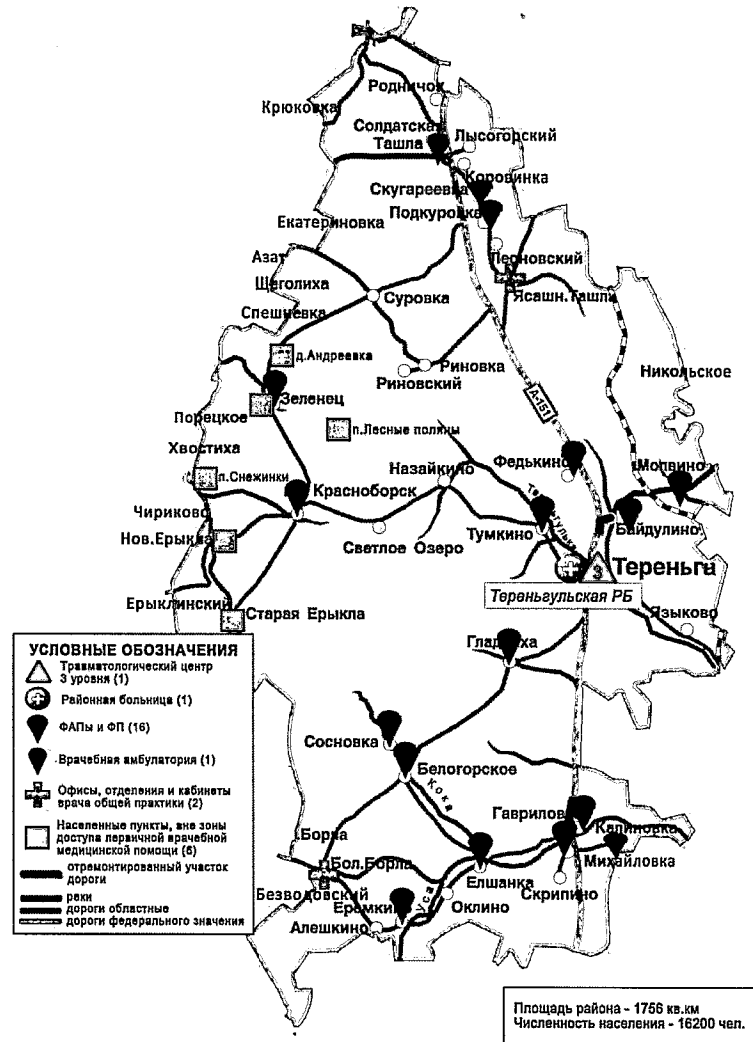 Родничок
Крюковка
Солдатская
Ташла
Лысогорский
Коровинка
Скугареевка
Подкуровка
Екатериновка
Леоновский
Азат
Ясашн.Ташла
Щеголиха
Суровка
Спешневка
д.Андреевка
Риновка
Риновский
Никольское
Зеленец
А-151
Порецкое
п.Лесные поляны
Хвостиха
Назайкино
Федькино
Молвино
п.Снежинки
Красноборск
Чириково
Тумкино
Байдулино
Нов.Ерыкла
Светлое Озеро
3
Тереньга
Тереньгульская РБ
Ерыклинский
Старая Ерыкла
Языково
УСЛОВНЫЕ ОБОЗНАЧЕНИЯ
Травматологический центр
3 уровня (1)
Районная больница (1)
ФАПы и ФП (16)
Врачебная амбулатория (1)
Офисы, отделения и кабинеты
врача общей практики (2)
Населенные пункты, вне зоны
доступа первичной врачебной
медицинской помощи (6)
отремонтированный участок
дороги
реки
дороги областные
дороги федерального значения
Гладчиха
Сосновка
Белогорское
Кока
Гаврилов
Калиновка
Борла
Бол.Борла
Михайловка
Елшанка
Безводовский
Скрипино
Уса
Оклино
Алешкино
Площадь района - 1756 кв.км
Численность населения - 16200 чел.